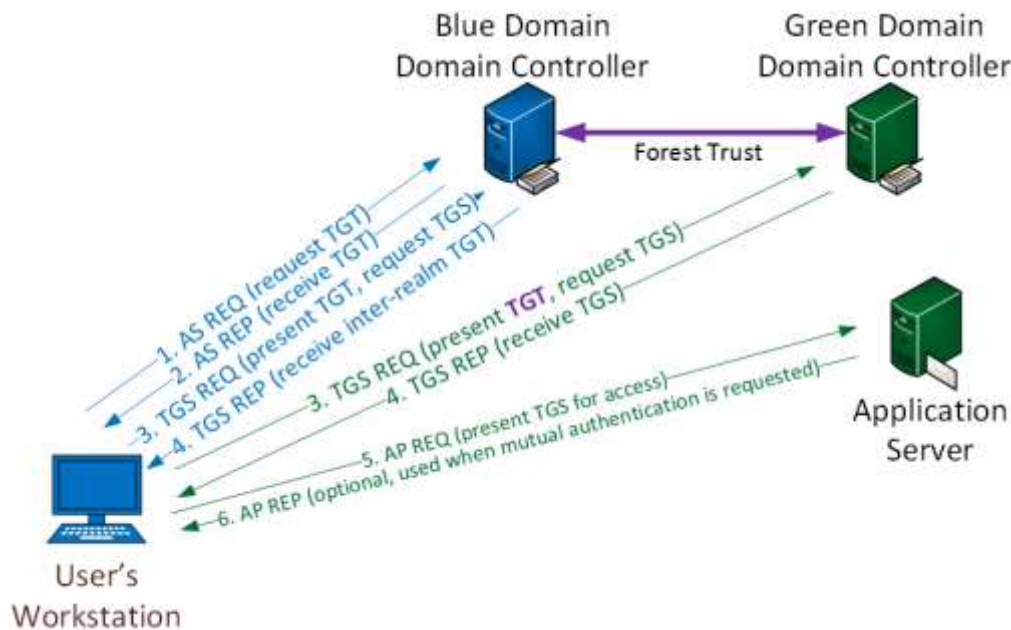 Blue Domain
Domain Controller
Green Domain
Domain Controller
Forest Trust
1. AS REQ (request TGT)
2. AS REP (receive TGT)
3. TGS REQ (present TGT, request TGS)
4. TGS REP (receive inter-realm TGT)
3. TGS REQ (present TGT, request TGS)
4. TGS REP (receive TGS)
5. AP REQ (present TGS for access)
6. AP REP (optional, used when mutual authentication is requested)
Application
Server
User's
Workstation